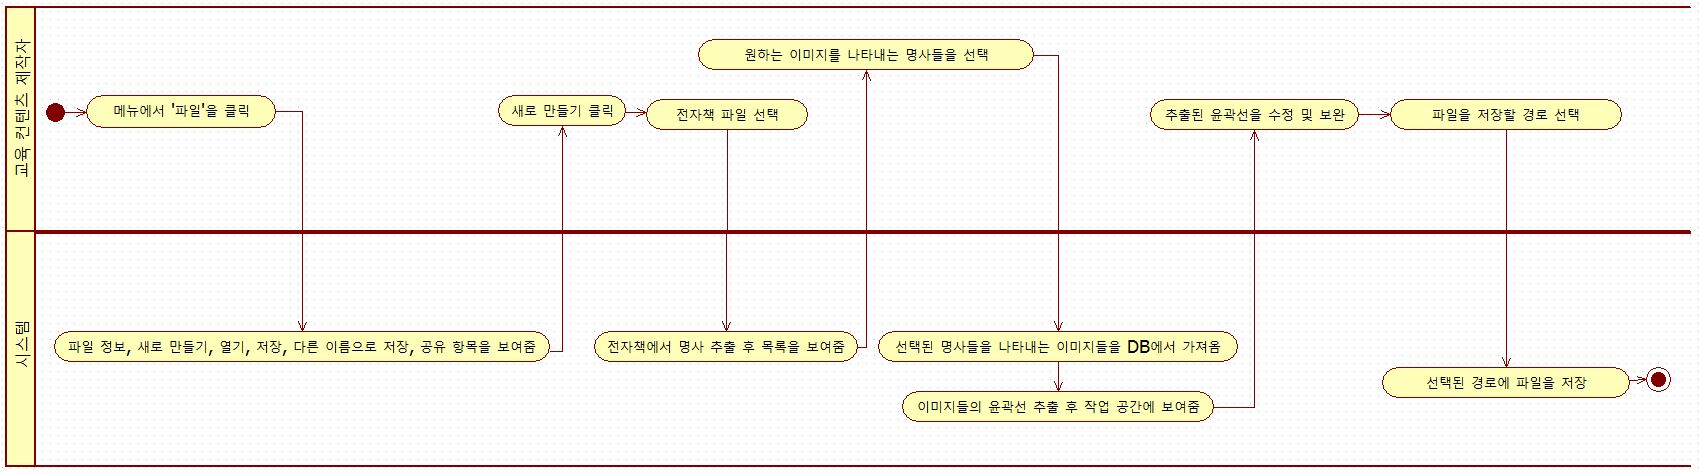 교육 컨텐츠 제작자
메뉴에서 '파일'을 클릭
새로 만들기 클릭
전자책 파일 선택
원하는 이미지를 나타내는 명사들을 선택
추출된 윤곽선을 수정 및 보완
파일을 저장할 경로 선택
시스템
파일 정보, 새로 만들기, 열기, 저장, 다른 이름으로 저장, 공유 항목을 보여줌
전자책에서 명사 추출 후 목록을 보여줌
선택된 명사들을 나타내는 이미지들을 DB에서 가져옴
이미지들의 윤곽선 추출 후 작업 공간에 보여줌
선택된 경로에 파일을 저장